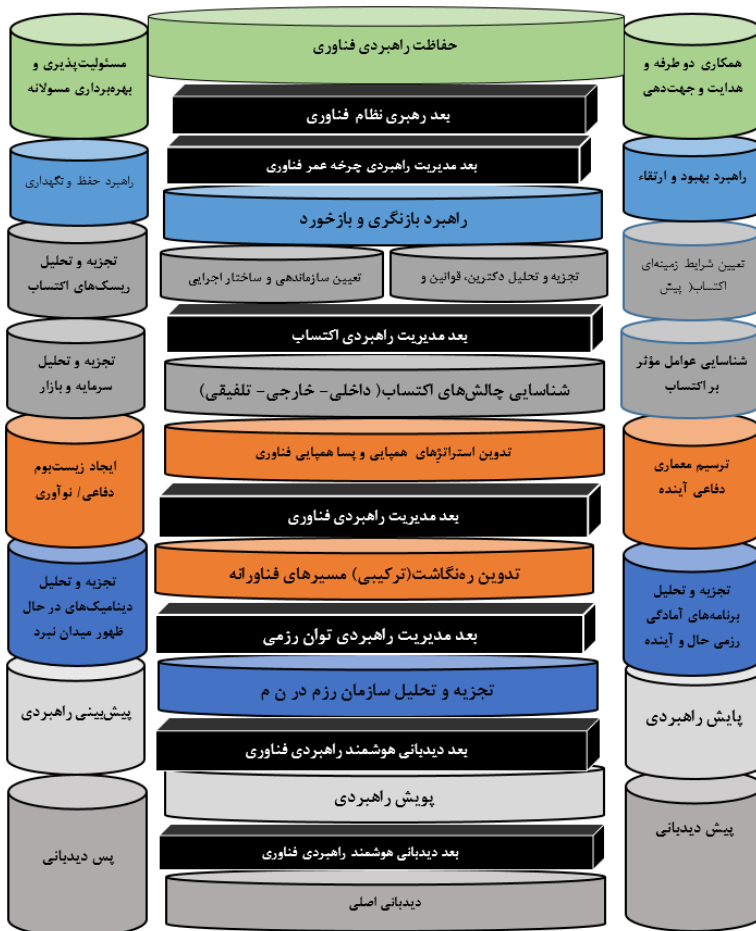 حفاظت راهبردی فناوری
همکاری دو طرفه و
هدایت و جهت‌دهی
مسئولیت‌پذیری و
بهره‌برداری مسولانه
بعد رهبری نظام فناوری
بعد مدیریت راهبردی چرخه عمر فناوری
راهبرد بهبود و ارتقاء
راهبرد حفظ و نگهداری
راهبرد بازنگری و بازخورد
تعیین شرایط زمینه‌ای
اکتساب( پیش
تجزیه و تحلیل دکترین، قوانین و
تعیین سازماندهی و ساختار اجرایی
تجزیه و تحلیل
ریسک‌های اکتساب
بعد مدیریت راهبردی اکتساب
شناسایی عوامل مؤثر
بر اکتساب
تجزیه و تحلیل
سرمایه و بازار
شناسایی چالش‌های اکتساب( داخلی- خارجی- تلفیقی)
تدوین استراتژِهای همپایی و پسا همپایی فناوری
ترسیم معماری
دفاعی آینده
ایجاد زیست‌بوم
دفاعی/ نوآوری
بعد مدیریت راهبردی فناوری
تدوین ره‌نگاشت(ترکیبی) مسیرهای فناورانه
تجزیه و تحلیل
برنامه‌های آمادگی
رزمی حال و آینده
تجزیه و تحلیل
دینامیک‌های در حال
ظهور میدان نبرد
بعد مدیریت راهبردی توان رزمی
تجزیه و تحلیل سازمان رزم در ن م
پایش راهبردی
پیش‌بینی راهبردی
بعد دیدبانی هوشمند راهبردی فناوری
پویش راهبردی
پیش دیدبانی
پس دیدبانی
بعد دیدبانی هوشمند راهبردی فناوری
دیدبانی اصلی